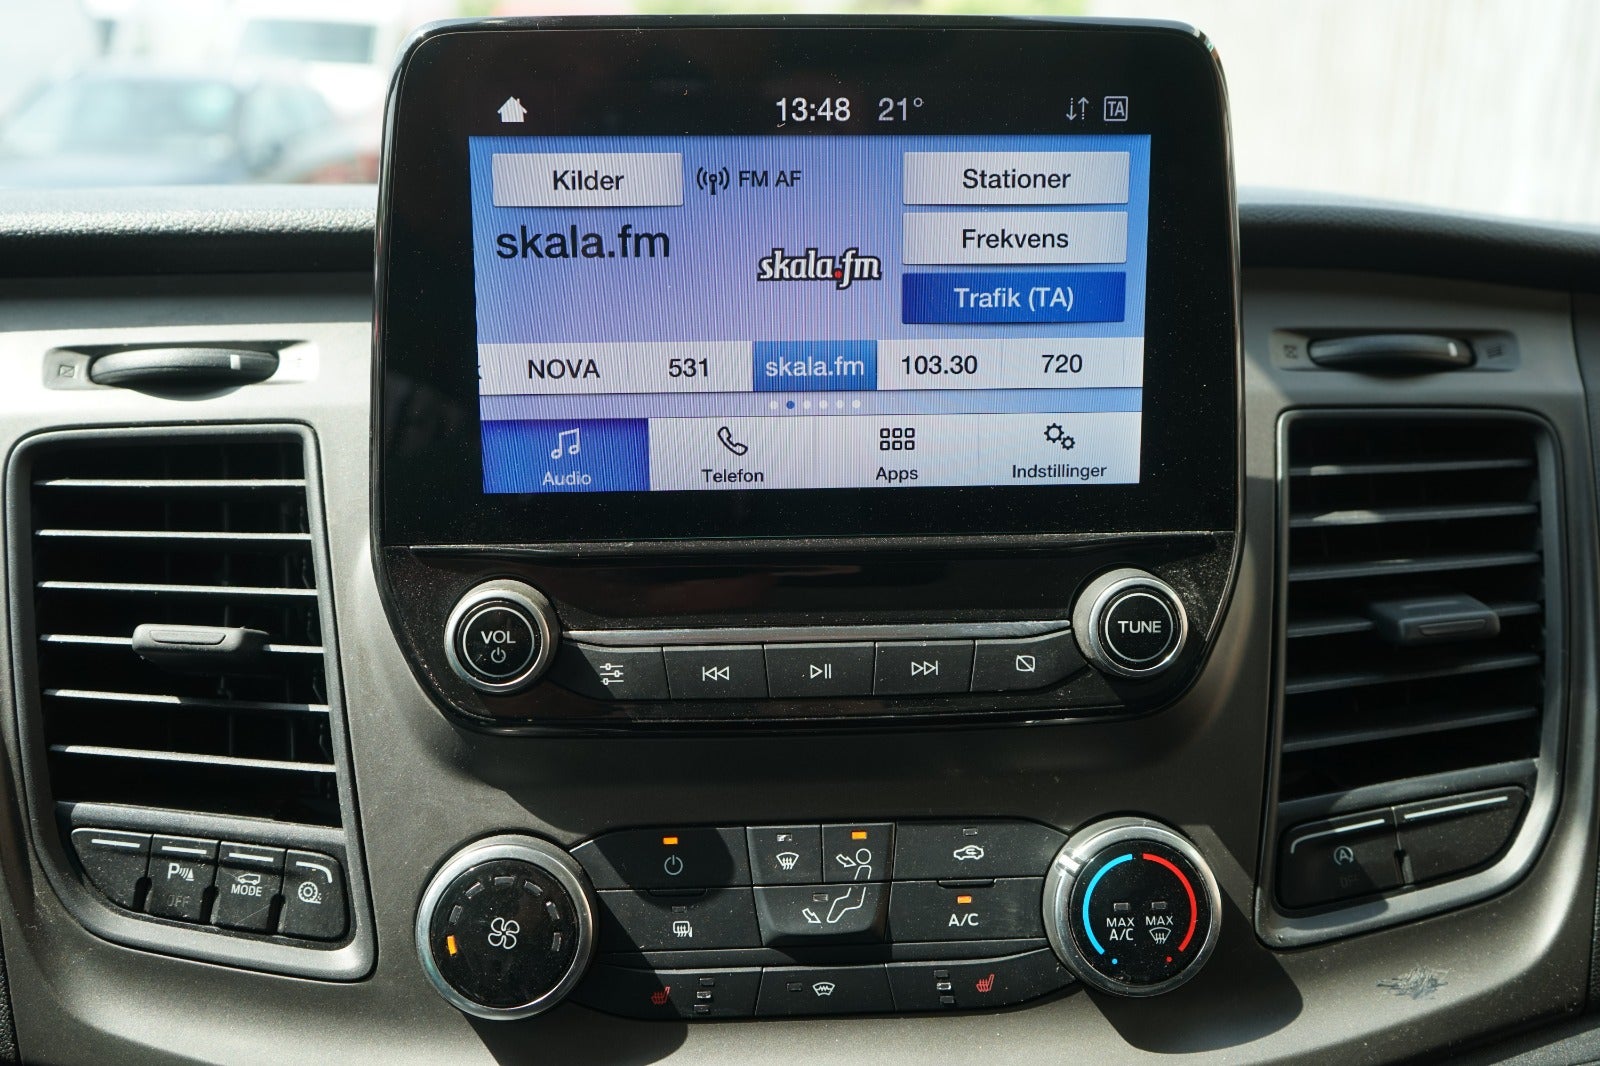 13:48 21° TA
Kilder FM AF Stationer
skala.fm
skala.fm
Frekvens
Trafik (TA)
NOVA 531 skala.fm 103.30 720
Audio Telefon Apps Indstillinger
VOL
TUNE
P OFF
MODE
A/C
MAX A/C
MAX
A OFF